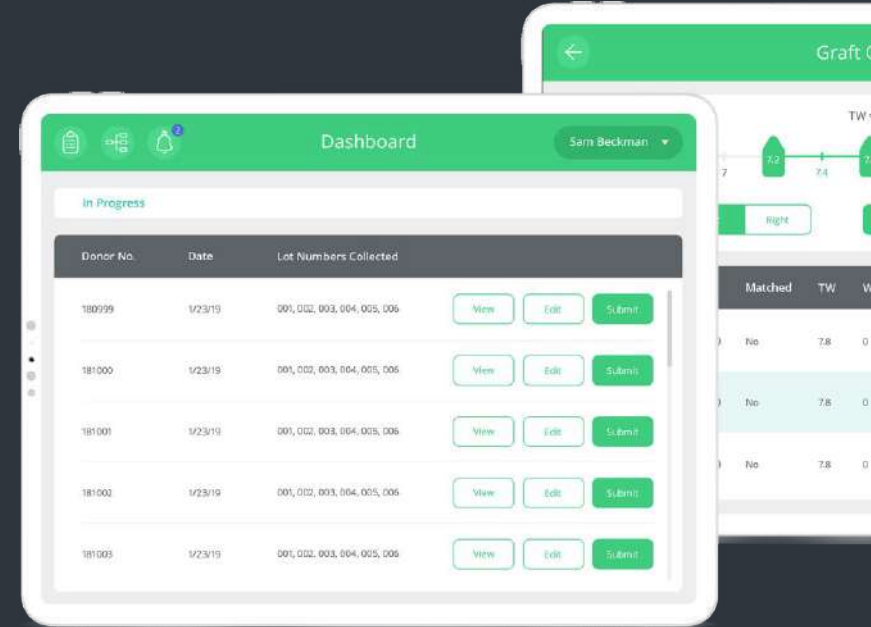 2
Dashboard
Sam Beckman
In Progress
Donor No. Date Lot Numbers Collected
180999 1/23/19 001, 002, 003, 004, 005, 006 View Edit Submit
181000 1/23/19 001, 002, 003, 004, 005, 006 View Edit Submit
181001 1/23/19 001, 002, 003, 004, 005, 006 View Edit Submit
181002 1/23/19 001, 002, 003, 004, 005, 006 View Edit Submit
181003 1/23/19 001, 002, 003, 004, 005, 006 View Edit Submit
Graft
TW
7 7.2 7.4
Right
Matched TW
No 7.8 0
No 7.8 0
No 7.8 0